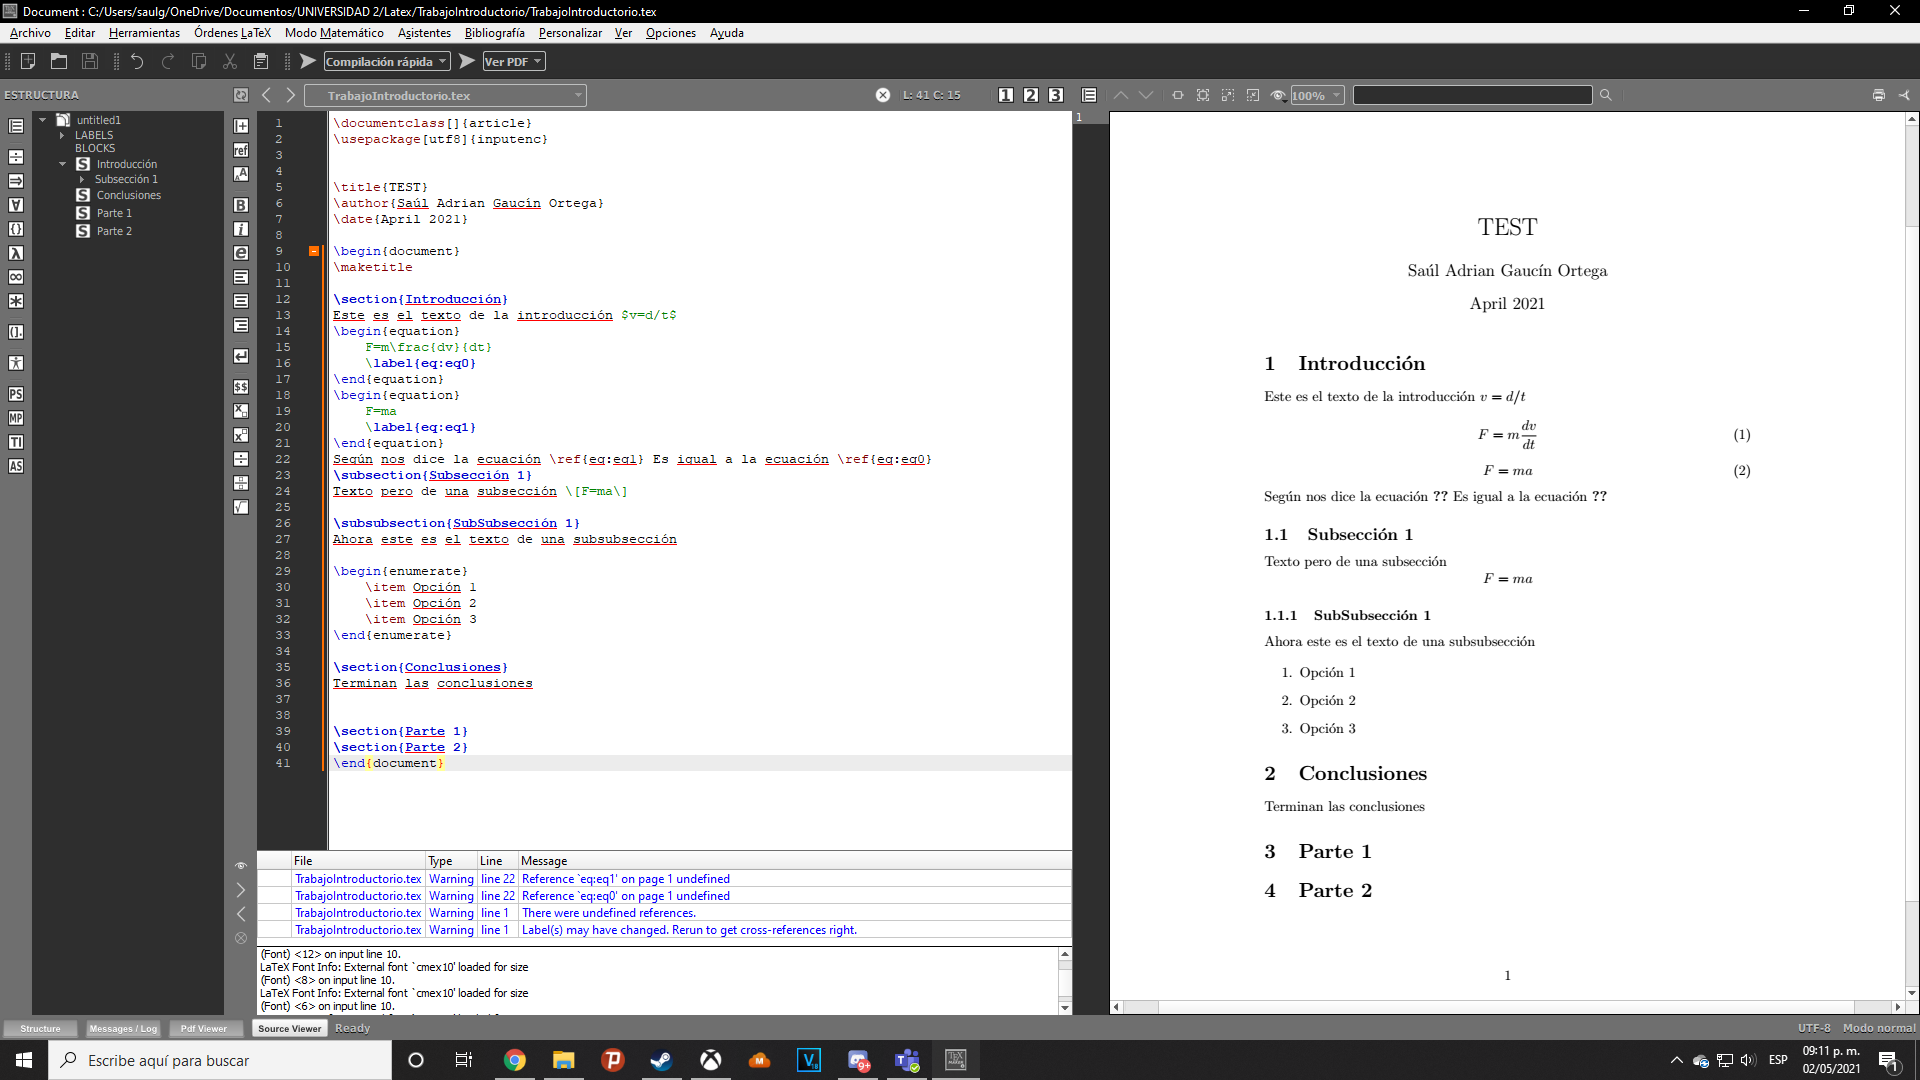 Document : C:/Users/saulg/OneDrive/Documentos/UNIVERSIDAD 2/Latex/TrabajoIntroductorio/TrabajoIntroductorio.tex
Archivo Editar Herramientas Órdenes LaTeX Modo Matemático Asistentes Bibliografía Personalizar Ver Opciones Ayuda
Compilación rápida Ver PDF
ESTRUCTURA
TrabajoIntroductorio.tex
L: 41 C: 15
1 2 3
100%
untitled1
LABELS
BLOCKS
S Introducción
Subsección 1
S Conclusiones
S Parte 1
S Parte 2
PS
MP
TI
AS
ref
B
i
e
$$
1 \documentclass[]{article}
2 \usepackage[utf8]{inputenc}
3
4
5 \title{TEST}
6 \author{Saúl Adrian Gaucín Ortega}
7 \date{April 2021}
8
9 \begin{document}
10 \maketitle
11
12 \section{Introducción}
13 Este es el texto de la introducción $v=d/t$
14 \begin{equation}
15 F=m\frac{dv}{dt}
16 \label{eq:eq0}
17 \end{equation}
18 \begin{equation}
19 F=ma
20 \label{eq:eq1}
21 \end{equation}
22 Según nos dice la ecuación \ref{eq:eq1} Es igual a la ecuación \ref{eq:eq0}
23 \subsection{Subsección 1}
24 Texto pero de una subsección \[F=ma\]
25
26 \subsubsection{SubSubsección 1}
27 Ahora este es el texto de una subsubsección
28
29 \begin{enumerate}
30 \item Opción 1
31 \item Opción 2
32 \item Opción 3
33 \end{enumerate}
34
35 \section{Conclusiones}
36 Terminan las conclusiones
37
38
39 \section{Parte 1}
40 \section{Parte 2}
41 \end{document}
File Type Line Message
TrabajoIntroductorio.tex Warning line 22 Reference `eq:eq1' on page 1 undefined
TrabajoIntroductorio.tex Warning line 22 Reference `eq:eq0' on page 1 undefined
TrabajoIntroductorio.tex Warning line 1 There were undefined references.
TrabajoIntroductorio.tex Warning line 1 Label(s) may have changed. Rerun to get cross-references right.
(Font) <12> on input line 10.
LaTeX Font Info: External font `cmex10' loaded for size
(Font) <8> on input line 10.
LaTeX Font Info: External font `cmex10' loaded for size
(Font) <6> on input line 10.
1
TEST
Saúl Adrian Gaucín Ortega
April 2021
1 Introducción
Este es el texto de la introducción v = d/t
F = m dv/dt (1)
F = ma (2)
Según nos dice la ecuación ?? Es igual a la ecuación ??
1.1 Subsección 1
Texto pero de una subsección
F = ma
1.1.1 SubSubsección 1
Ahora este es el texto de una subsubsección
1. Opción 1
2. Opción 2
3. Opción 3
2 Conclusiones
Terminan las conclusiones
3 Parte 1
4 Parte 2
1
Structure Messages / Log Pdf Viewer Source Viewer Ready
UTF-8 Modo normal
Escribe aquí para buscar
9+
ESP
09:11 p. m.
02/05/2021
1